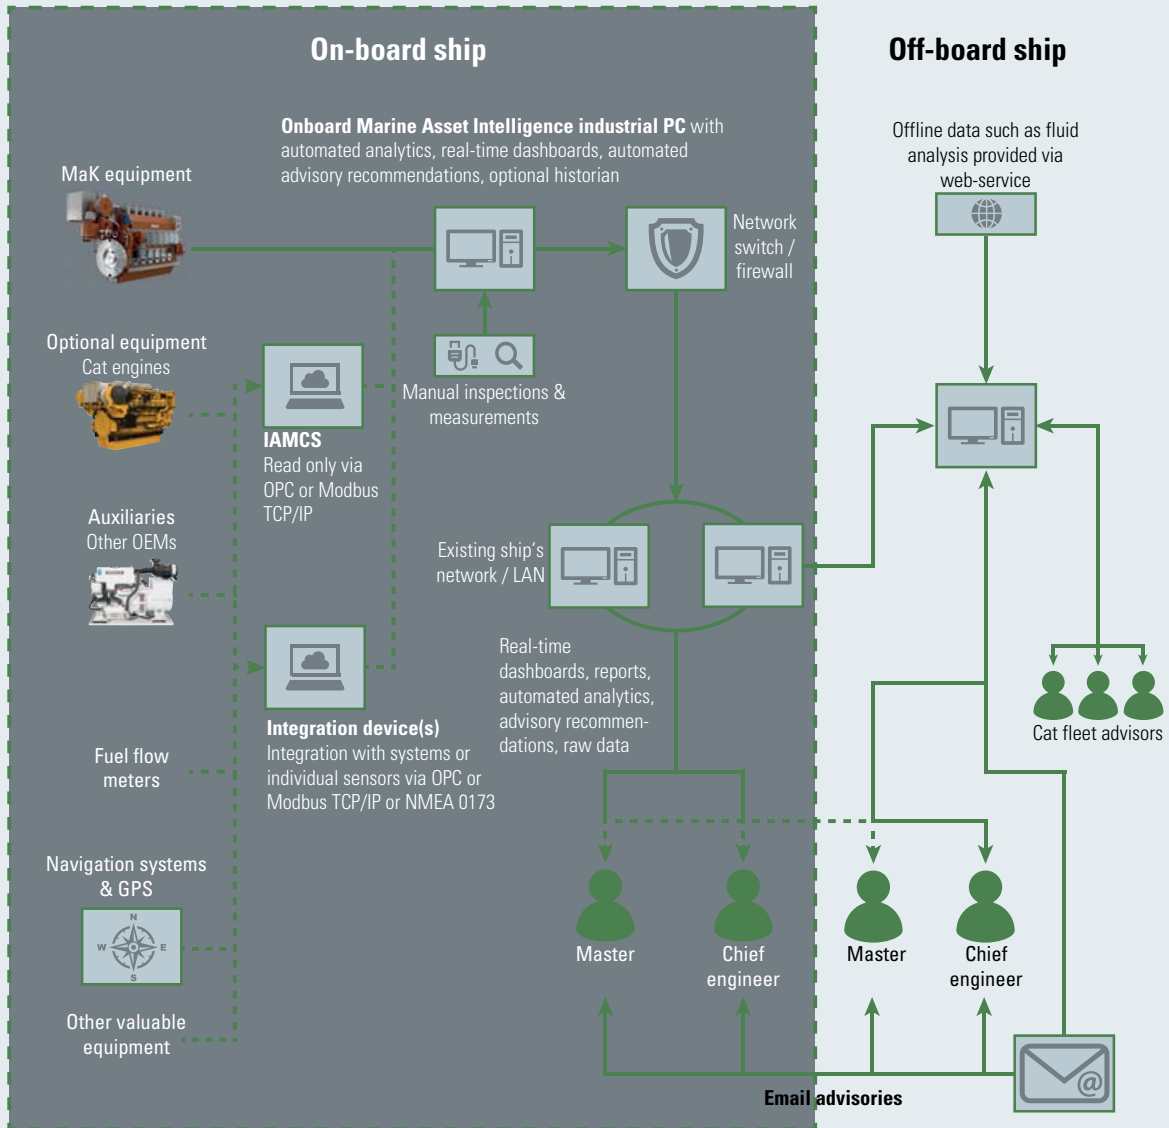 On-board ship
Off-board ship
Onboard Marine Asset Intelligence industrial PC with
automated analytics, real-time dashboards, automated
advisory recommendations, optional historian
Offline data such as fluid
analysis provided via
web-service
MaK equipment
Network
switch /
firewall
Optional equipment
Cat engines
Manual inspections &
measurements
IAMCS
Read only via
OPC or Modbus
TCP/IP
Auxiliaries
Other OEMs
Existing ship's
network / LAN
Real-time
dashboards, reports,
automated analytics,
advisory recommen-
dations, raw data
Integration device(s)
Integration with systems or
individual sensors via OPC or
Modbus TCP/IP or NMEA 0173
Cat fleet advisors
Fuel flow
meters
Navigation systems
& GPS
N
W E
S
Master
Chief
engineer
Master
Chief
engineer
Other valuable
equipment
@
Email advisories